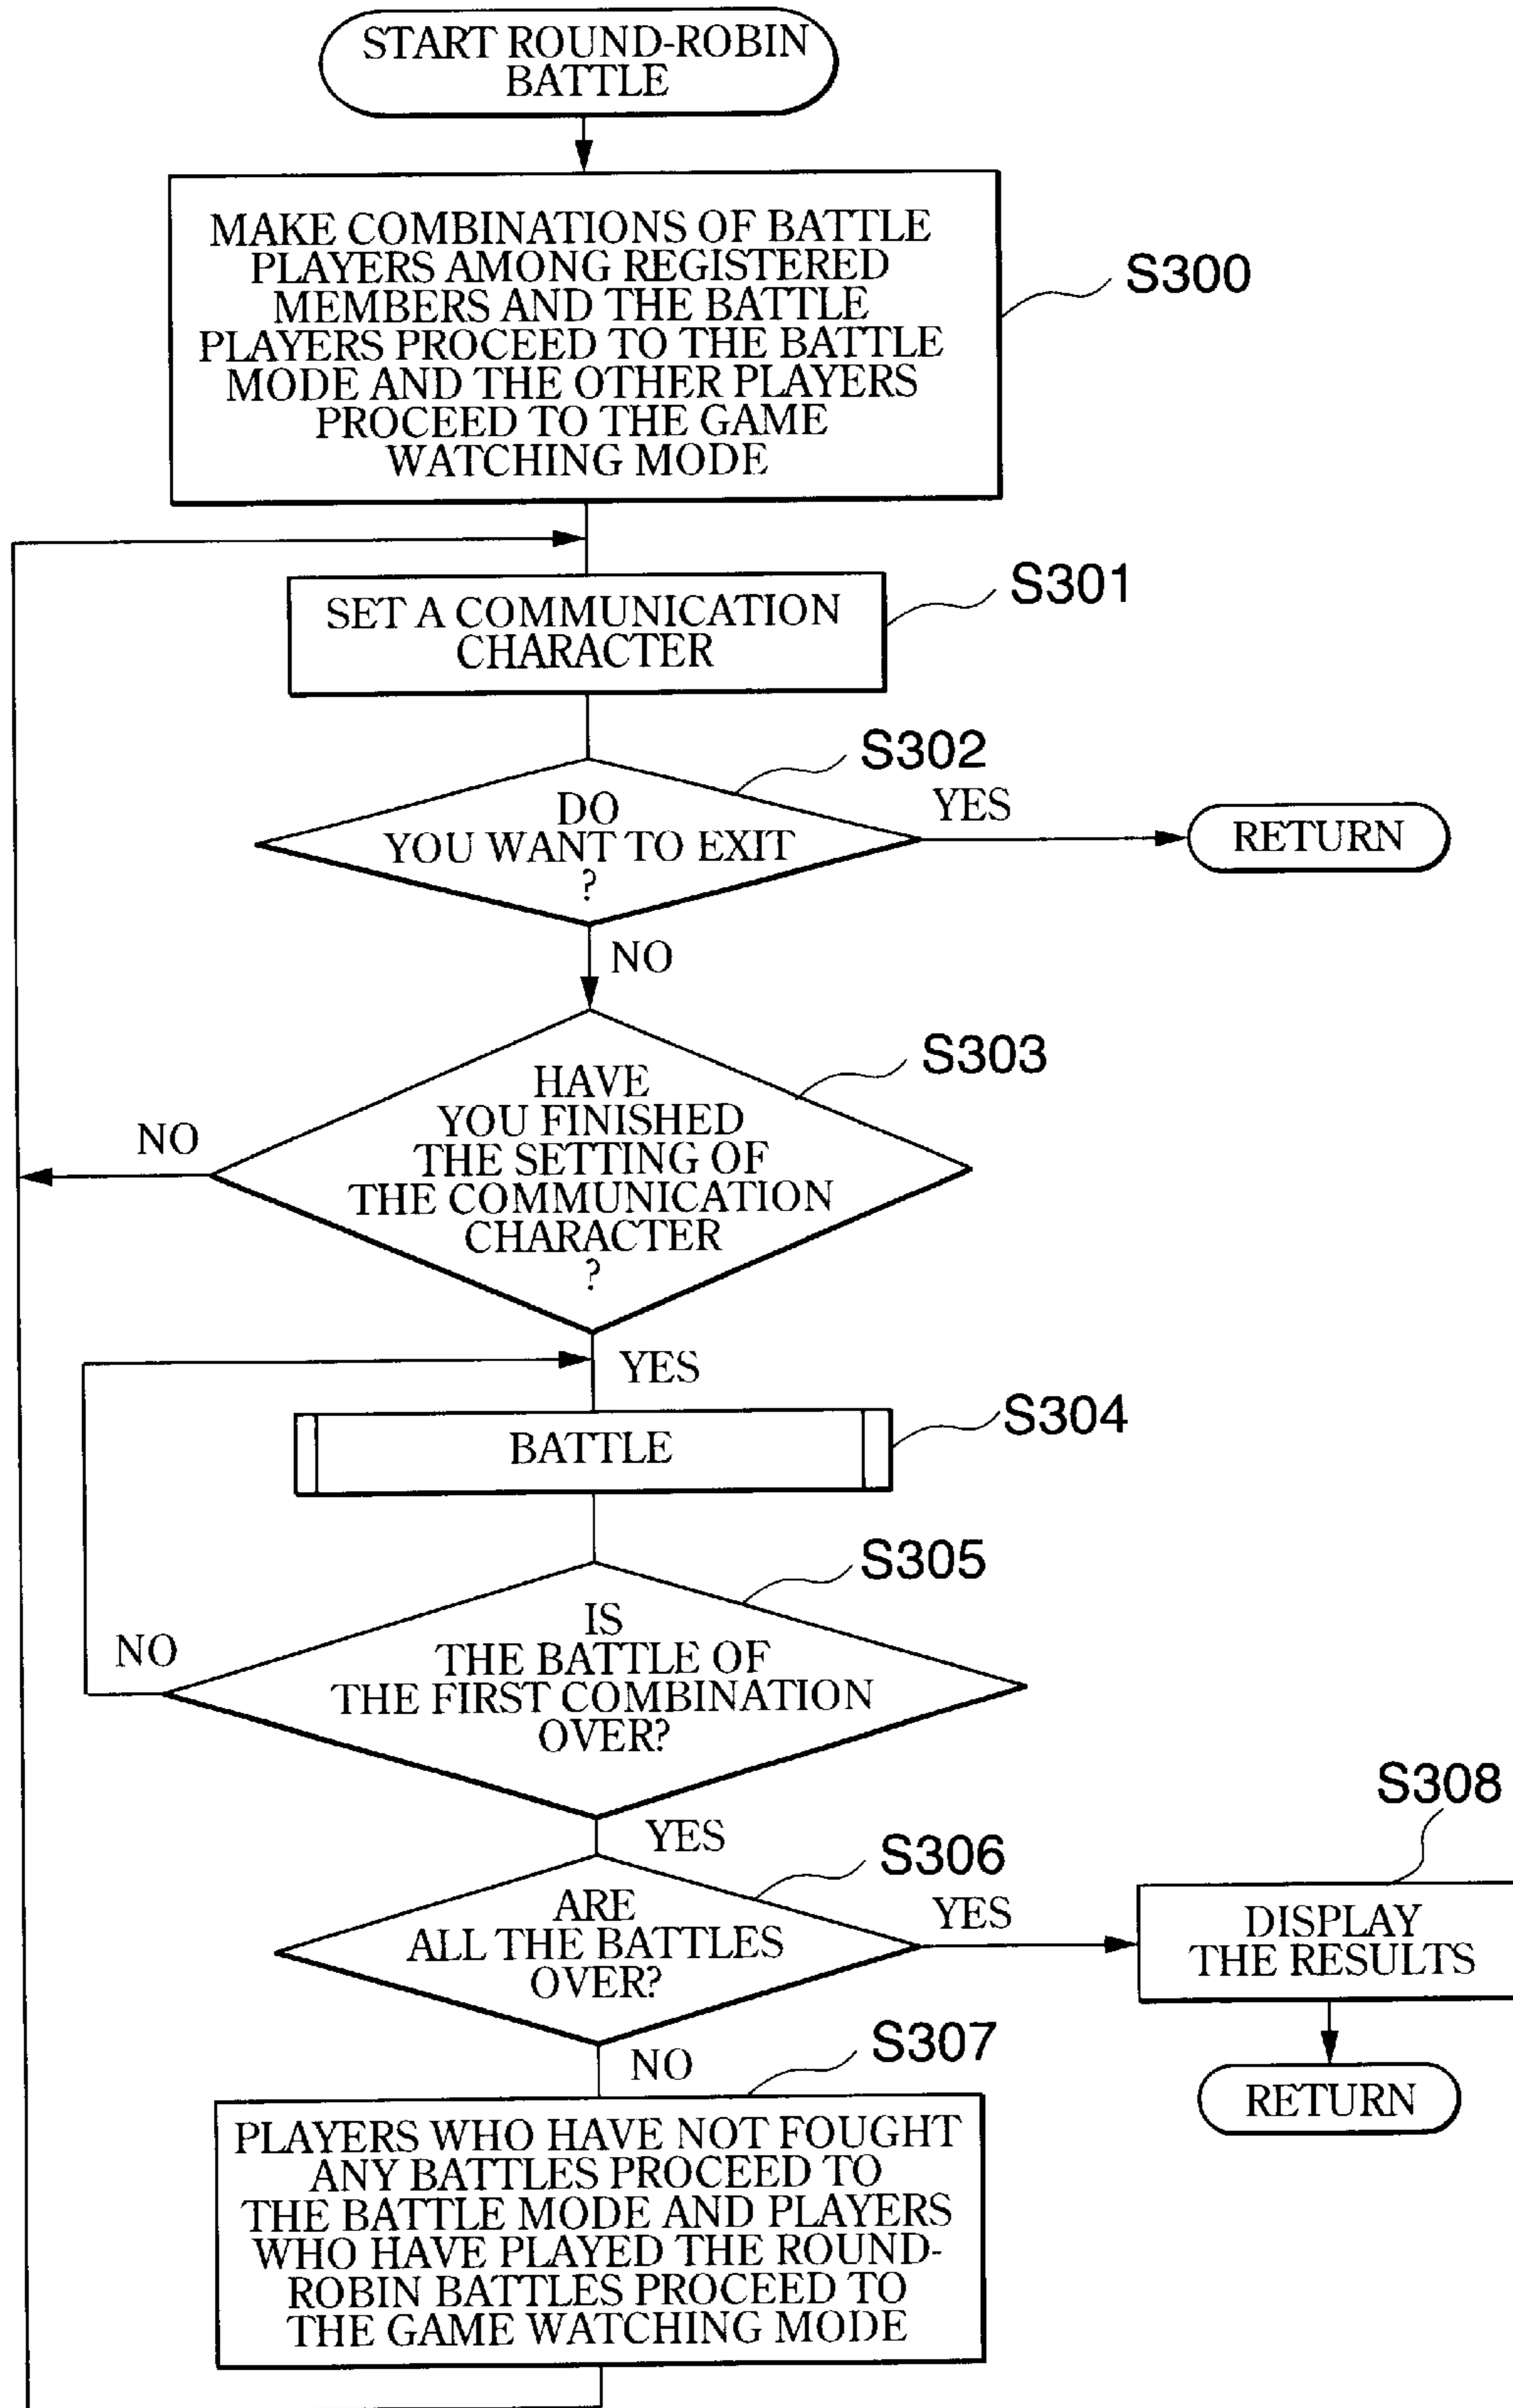 START ROUND-ROBIN
BATTLE
MAKE COMBINATIONS OF BATTLE
PLAYERS AMONG REGISTERED
MEMBERS AND THE BATTLE
PLAYERS PROCEED TO THE BATTLE
MODE AND THE OTHER PLAYERS
PROCEED TO THE GAME
WATCHING MODE
S300
SET A COMMUNICATION
CHARACTER
S301
DO
YOU WANT TO EXIT
?
S302
YES
RETURN
NO
HAVE
YOU FINISHED
THE SETTING OF
THE COMMUNICATION
CHARACTER
?
S303
NO
YES
BATTLE
S304
IS
THE BATTLE OF
THE FIRST COMBINATION
OVER?
S305
NO
YES
ARE
ALL THE BATTLES
OVER?
S306
YES
S308
DISPLAY
THE RESULTS
RETURN
NO
S307
PLAYERS WHO HAVE NOT FOUGHT
ANY BATTLES PROCEED TO
THE BATTLE MODE AND PLAYERS
WHO HAVE PLAYED THE ROUND-
ROBIN BATTLES PROCEED TO
THE GAME WATCHING MODE